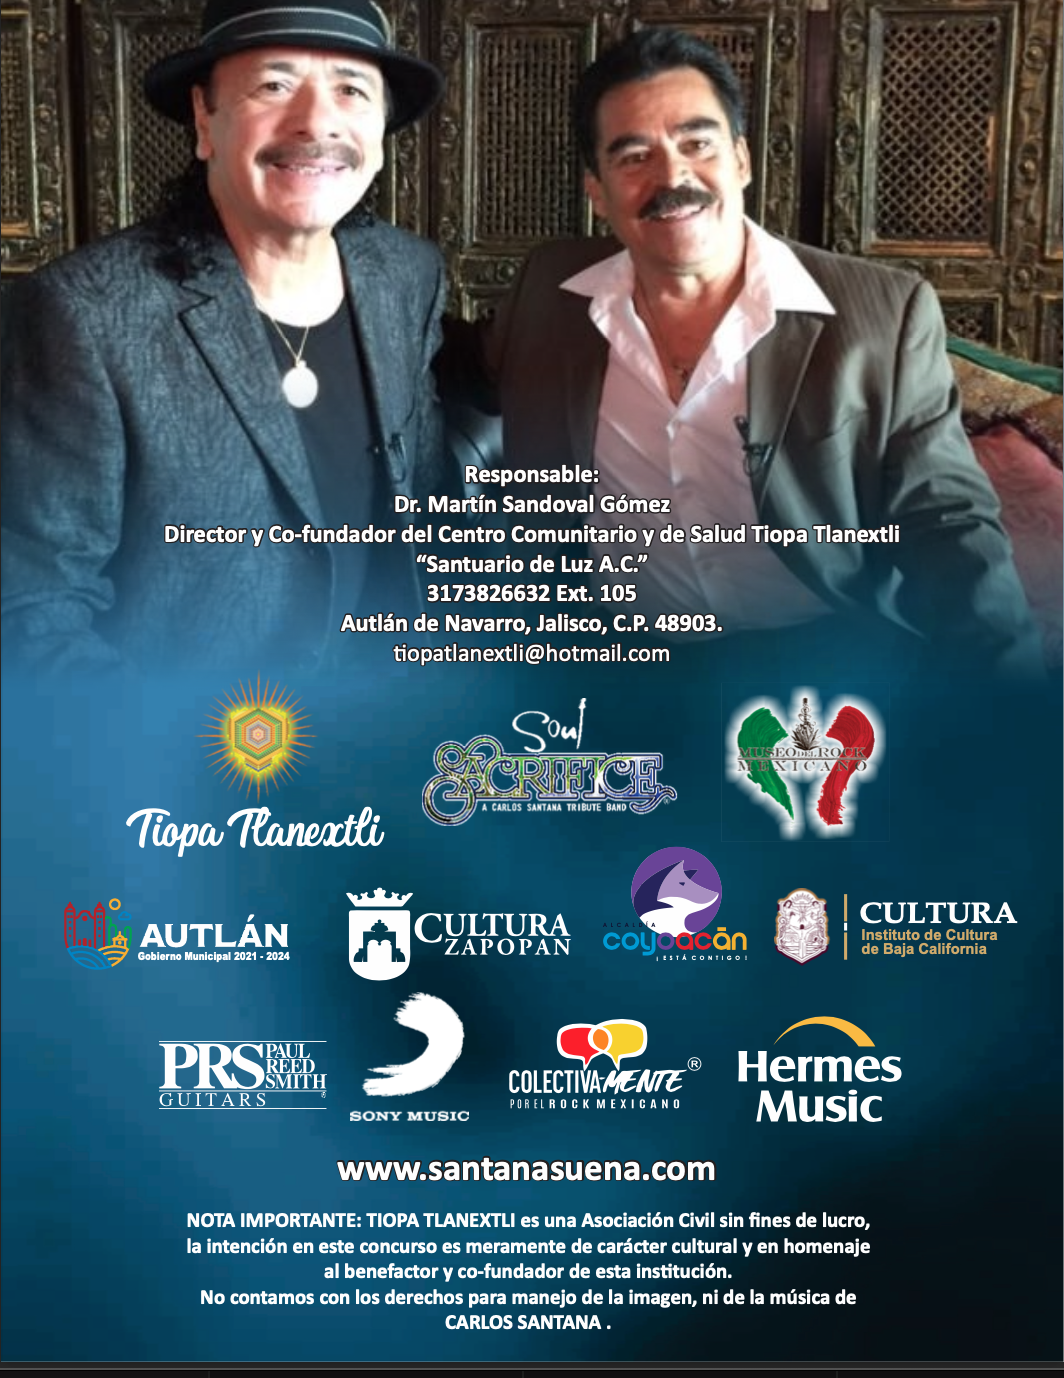 Responsable:
Dr. Martín Sandoval Gómez
Director y Co-fundador del Centro Comunitario y de Salud Tiopa Tlanextli
“Santuario de Luz A.C.”
3173826632 Ext. 105
Autlán de Navarro, Jalisco, C.P. 48903.
tiopatlanextli@hotmail.com
Tiopa Tlanextli
Soul
SACRIFICE
A CARLOS SANTANA TRIBUTE BAND
MUSEO DEL ROCK
MEXICANO
AUTLÁN
Gobierno Municipal 2021 - 2024
CULTURA
ZAPOPAN
ALCALDÍA
coyoacán
¡ESTÁ CONTIGO!
CULTURA
Instituto de Cultura
de Baja California
PRS PAUL
REED
SMITH
GUITARS
SONY MUSIC
COLECTIVA-MENTE®
POR EL ROCK MEXICANO
Hermes
Music
www.santanasuena.com
NOTA IMPORTANTE: TIOPA TLANEXTLI es una Asociación Civil sin fines de lucro,
la intención en este concurso es meramente de carácter cultural y en homenaje
al benefactor y co-fundador de esta institución.
No contamos con los derechos para manejo de la imagen, ni de la música de
CARLOS SANTANA .